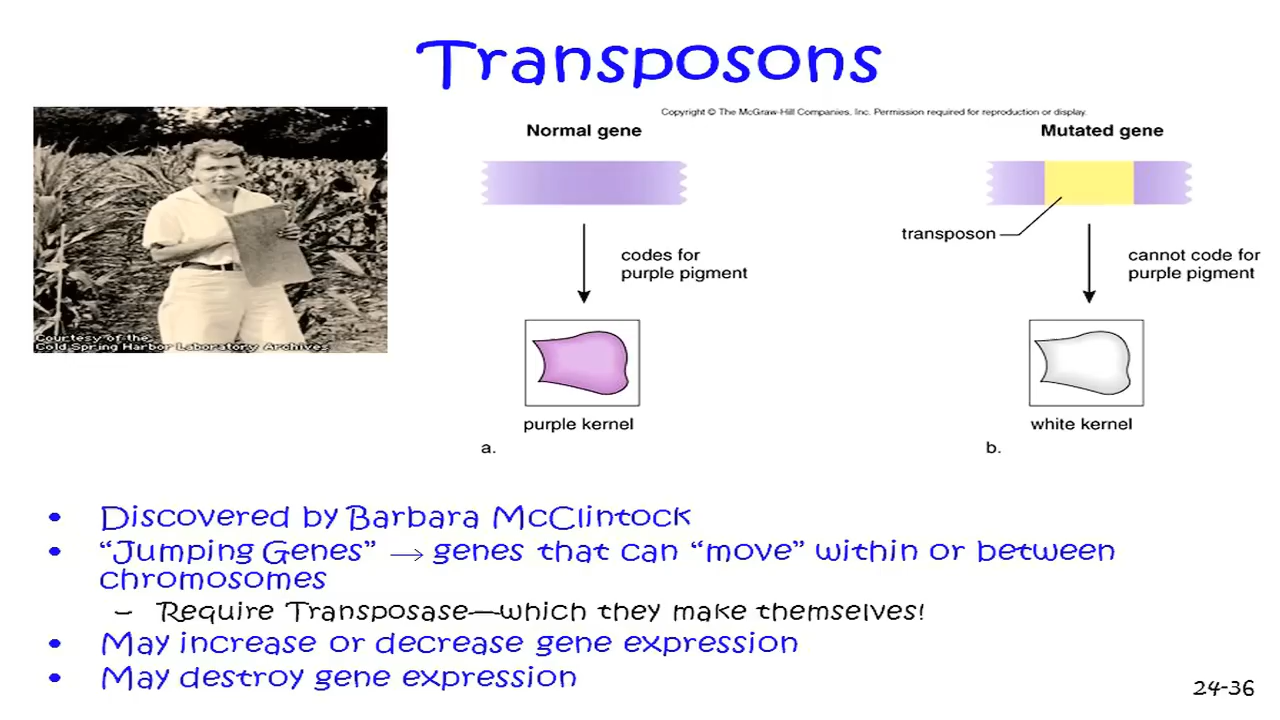 Transposons
Copyright © The McGraw-Hill Companies, Inc. Permission required for reproduction or display.
Normal gene
Mutated gene
transposon
codes for
purple pigment
cannot code for
purple pigment
Courtesy of the
Cold Spring Harbor Laboratory Archives
purple kernel
white kernel
a.
b.
• Discovered by Barbara McClintock
• “Jumping Genes” → genes that can “move” within or between
chromosomes
– Require Transposase—which they make themselves!
• May increase or decrease gene expression
• May destroy gene expression
24-36